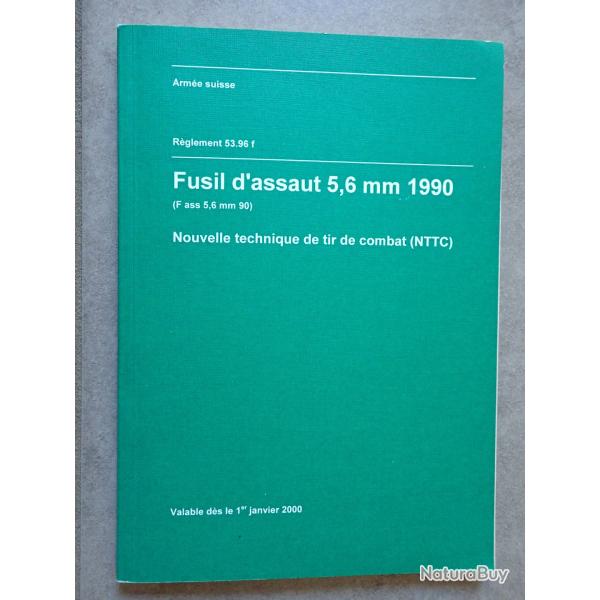 Armée suisse
Règlement 53.96 f
Fusil d'assaut 5,6 mm 1990
(F ass 5,6 mm 90)
Nouvelle technique de tir de combat (NTTC)
Valable dès le 1er janvier 2000
NaturaBuy